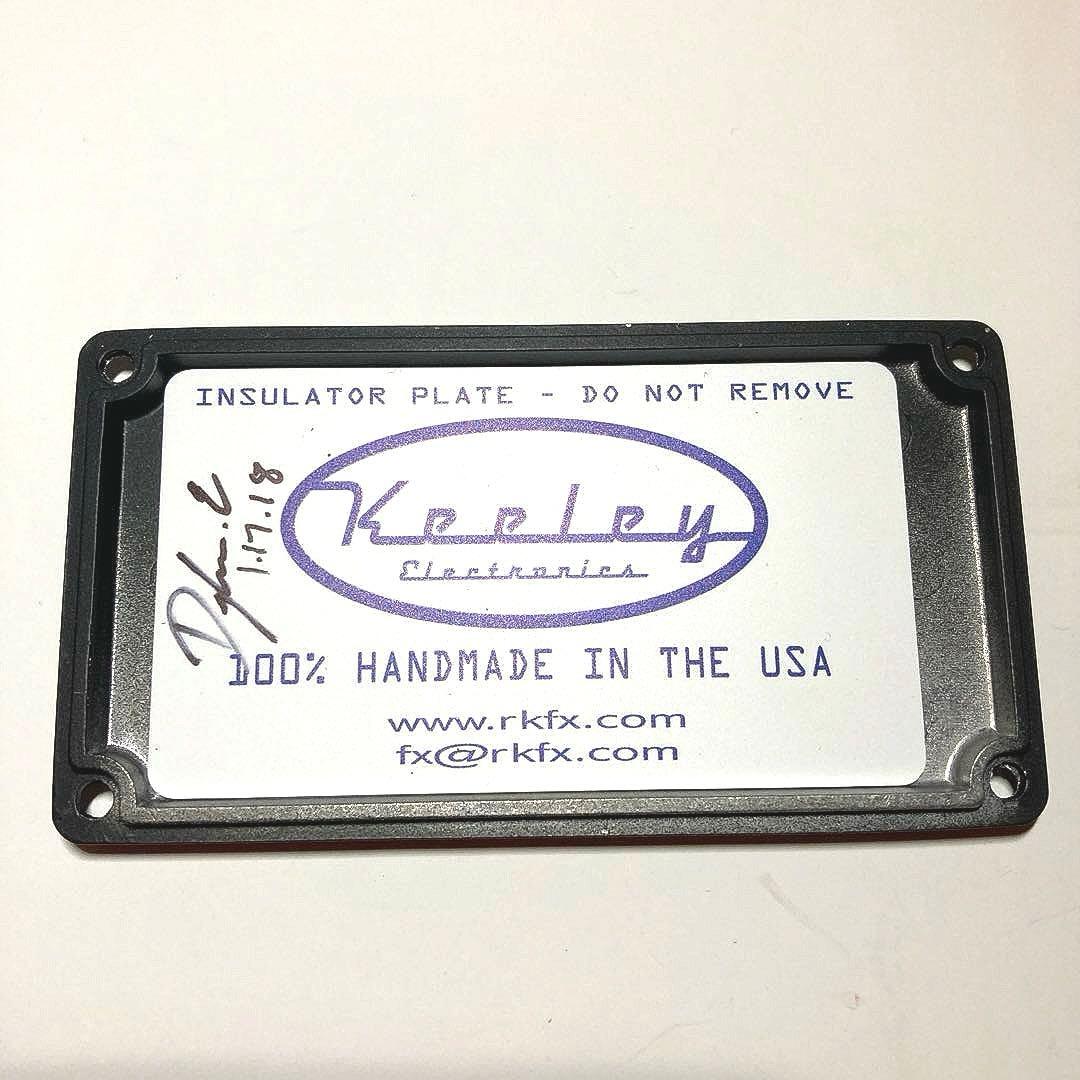 INSULATOR PLATE - DO NOT REMOVE
Keeley
Electronics
1.17.18
100% HANDMADE IN THE USA
www.rkfx.com
fx@rkfx.com